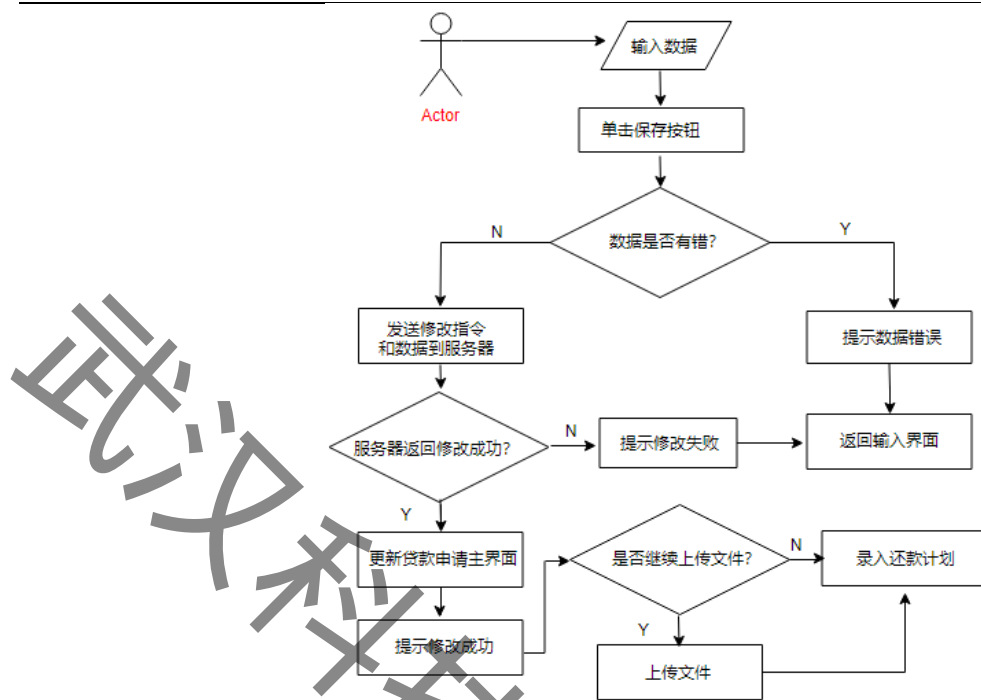 输入数据
Actor
单击保存按钮
数据是否有错?
N
Y
发送修改指令
和数据到服务器
提示数据错误
服务器返回修改成功?
N
提示修改失败
返回输入界面
Y
更新贷款申请主界面
是否继续上传文件?
N
录入还款计划
提示修改成功
Y
上传文件
武汉科技